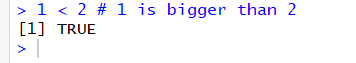 > 1 < 2 # 1 is bigger than 2
[1] TRUE
>